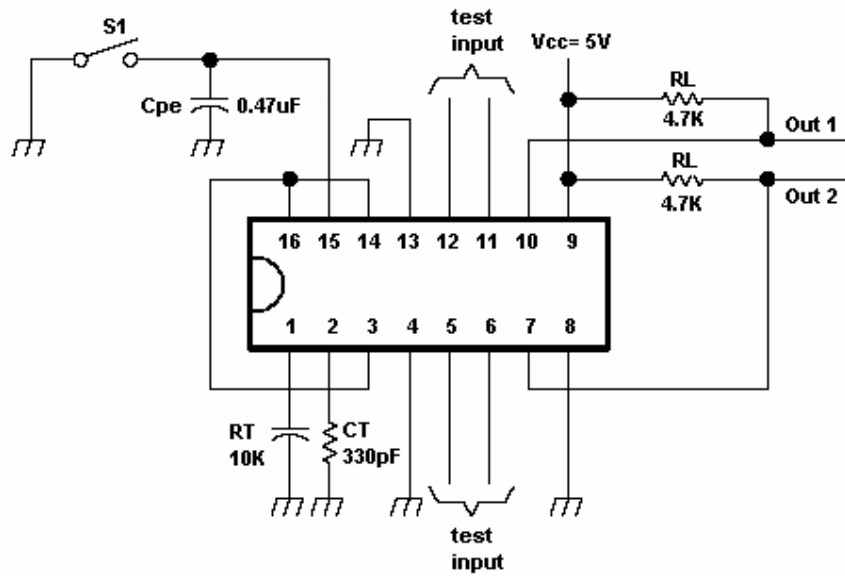 S1
test
input
Vcc= 5V
RL
4.7K
Out 1
Cpe
0.47uF
RL
4.7K
Out 2
16 15 14 13 12 11 10 9
1 2 3 4 5 6 7 8
RT
10K
CT
330pF
test
input